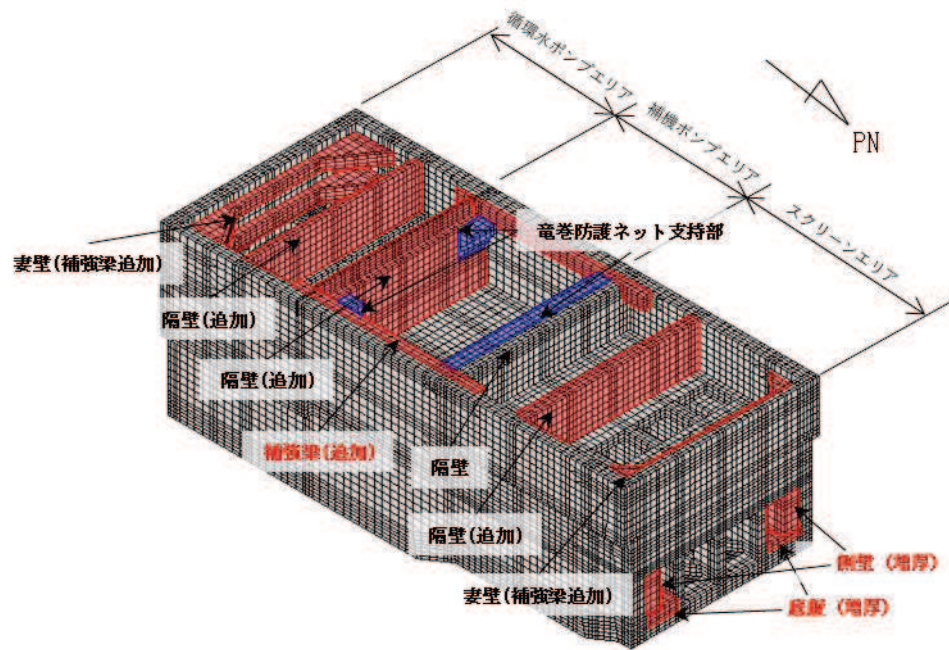 循環水ポンプエリア
補機ポンプエリア
スクリーンエリア
PN
竜巻防護ネット支持部
妻壁(補強梁追加)
隔壁(追加)
隔壁(追加)
補強梁(追加)
隔壁
隔壁(追加)
妻壁(補強梁追加)
側壁（増厚）
底版（増厚）